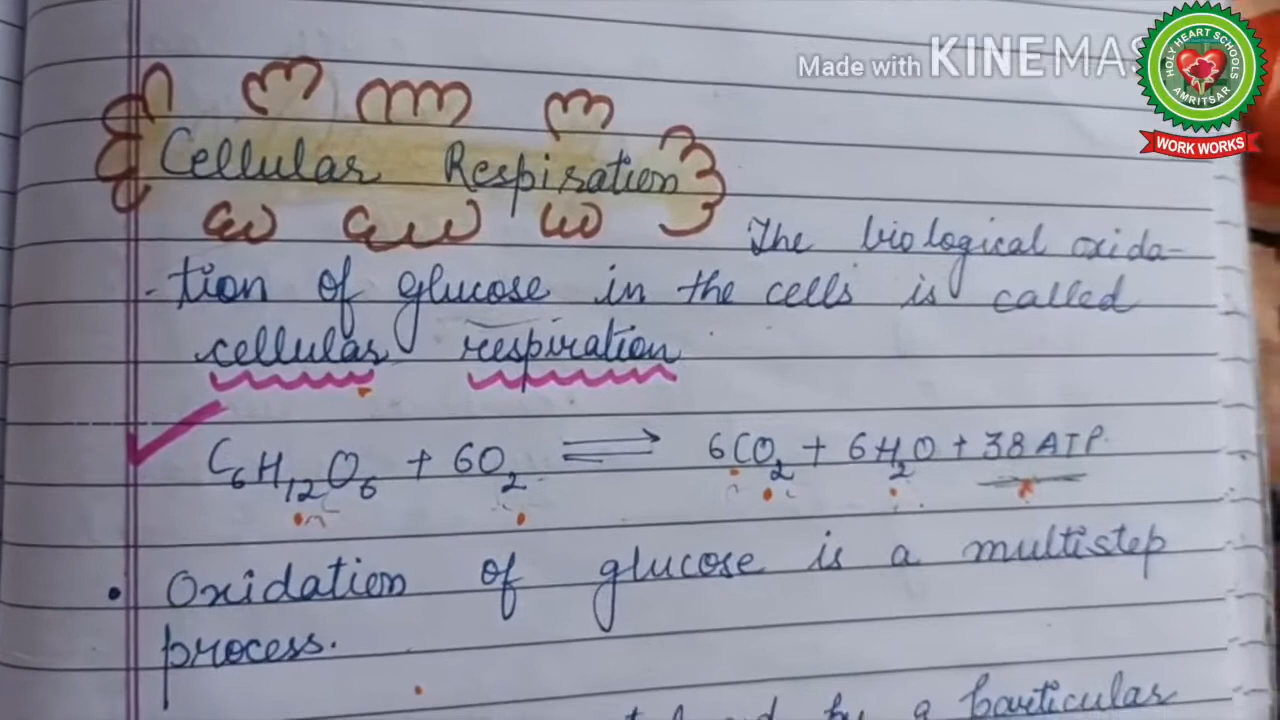 Made with KINEMAS
HOLY HEART SCHOOLS
AMRITSAR
WORK WORKS
Cellular Respiration
The biological oxida-
-tion of glucose in the cells is called
cellular respiration
C₆H₁₂O₆ + 6O₂ ⇌ 6CO₂ + 6H₂O + 38 ATP.
• Oxidation of glucose is a multistep
process.
by a particular